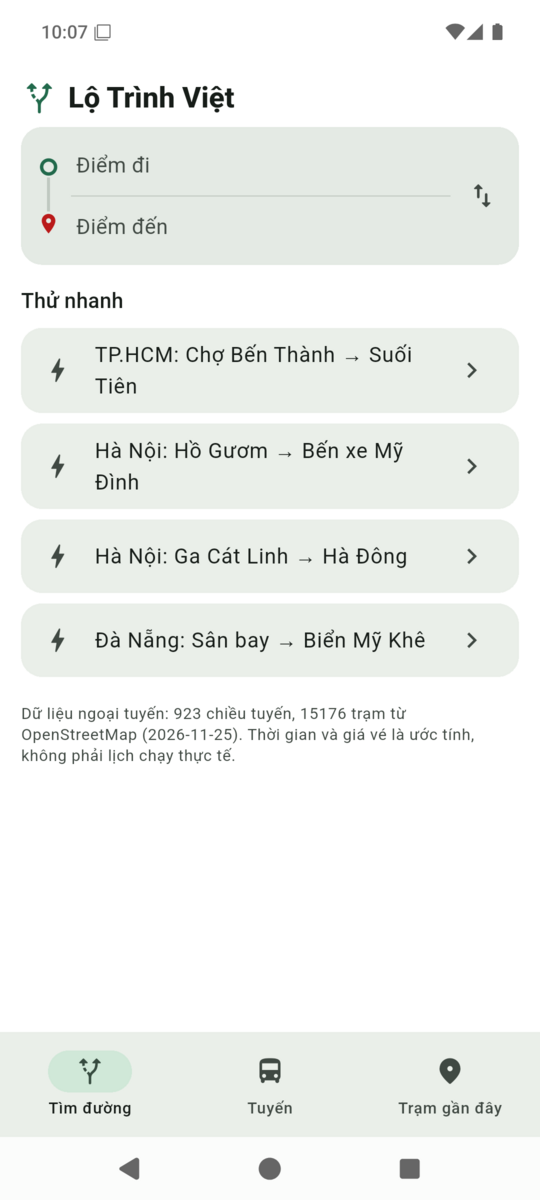 10:07
Lộ Trình Việt
Điểm đi
Điểm đến
Thử nhanh
TP.HCM: Chợ Bến Thành → Suối
Tiên
Hà Nội: Hồ Gươm → Bến xe Mỹ
Đình
Hà Nội: Ga Cát Linh → Hà Đông
Đà Nẵng: Sân bay → Biển Mỹ Khê
Dữ liệu ngoại tuyến: 923 chiều tuyến, 15176 trạm từ
OpenStreetMap (2026-11-25). Thời gian và giá vé là ước tính,
không phải lịch chạy thực tế.
Tìm đường
Tuyến
Trạm gần đây